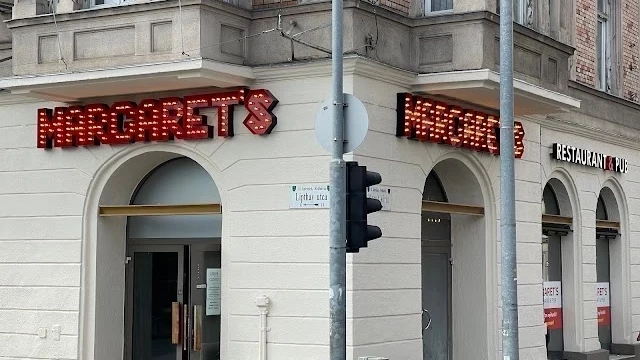 MARGARET'S
MARGARET'S
RESTAURANT & PUB
Lipthay utca